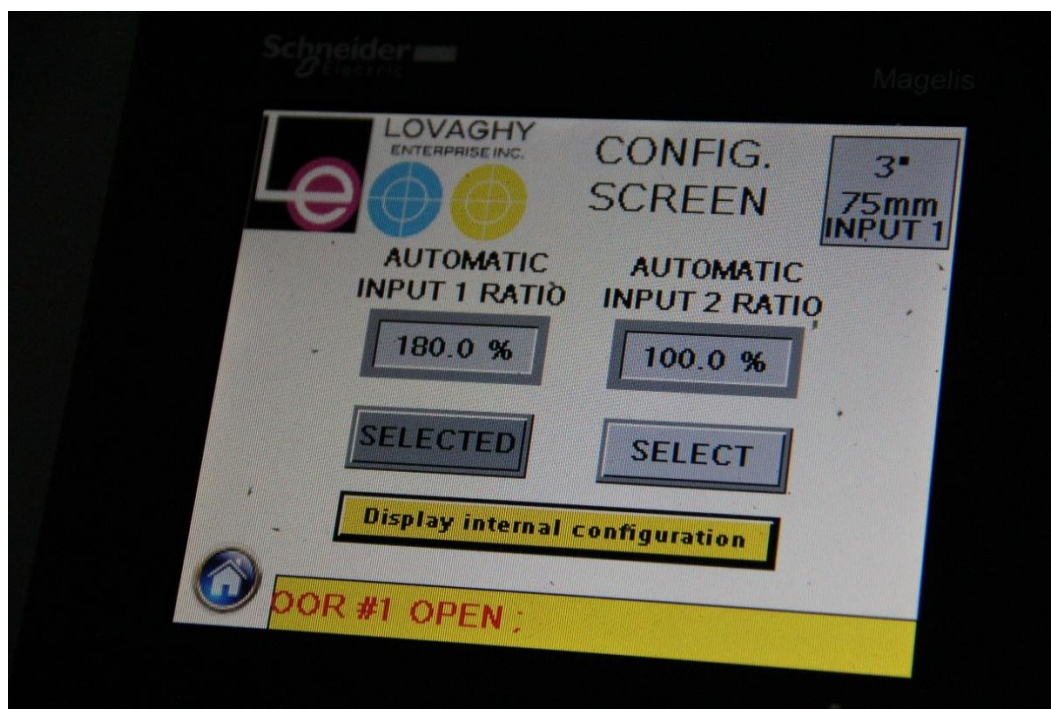 Schneider
Electric
Magelis
LOVAGHY
ENTERPRISE INC.
Le
CONFIG.
SCREEN
3"
75mm
INPUT 1
AUTOMATIC
INPUT 1 RATIO
AUTOMATIC
INPUT 2 RATIO
180.0 %
100.0 %
SELECTED
SELECT
Display internal configuration
OOR #1 OPEN ;